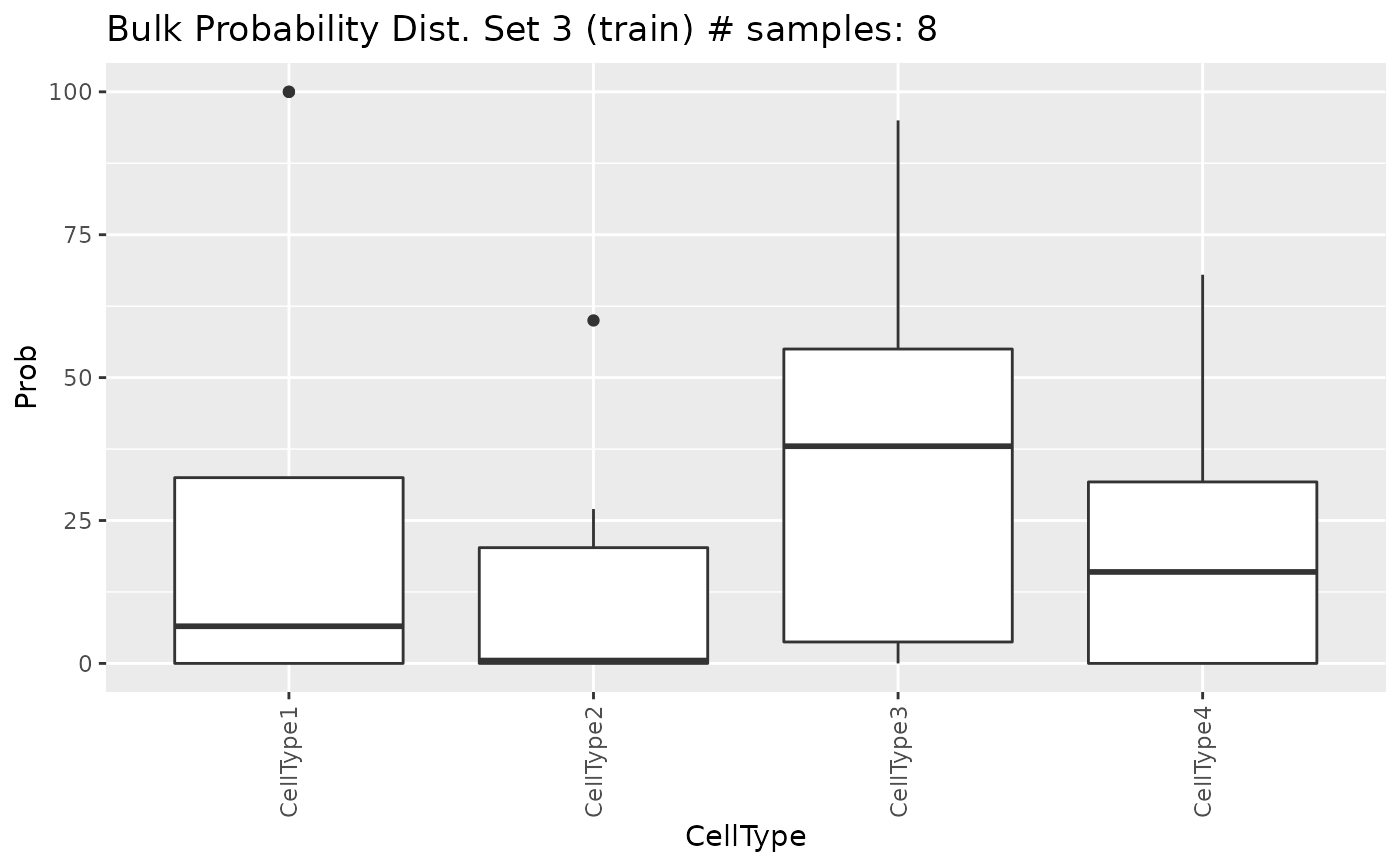 Bulk Probability Dist. Set 3 (train) # samples: 8
100
75
50
25
0
Prob
CellType1
CellType2
CellType3
CellType4
CellType